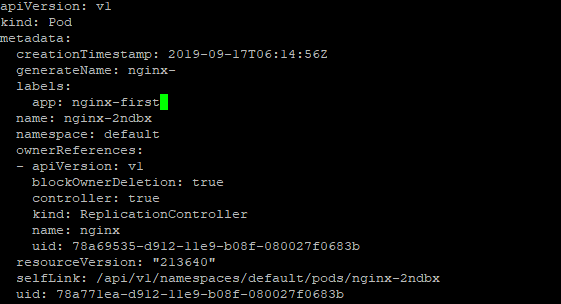 apiVersion: v1
kind: Pod
metadata:
  creationTimestamp: 2019-09-17T06:14:56Z
  generateName: nginx-
  labels:
    app: nginx-first
  name: nginx-2ndbx
  namespace: default
  ownerReferences:
  - apiVersion: v1
    blockOwnerDeletion: true
    controller: true
    kind: ReplicationController
    name: nginx
    uid: 78a69535-d912-11e9-b08f-080027f0683b
  resourceVersion: "213640"
  selfLink: /api/v1/namespaces/default/pods/nginx-2ndbx
  uid: 78a771ea-d912-11e9-b08f-080027f0683b